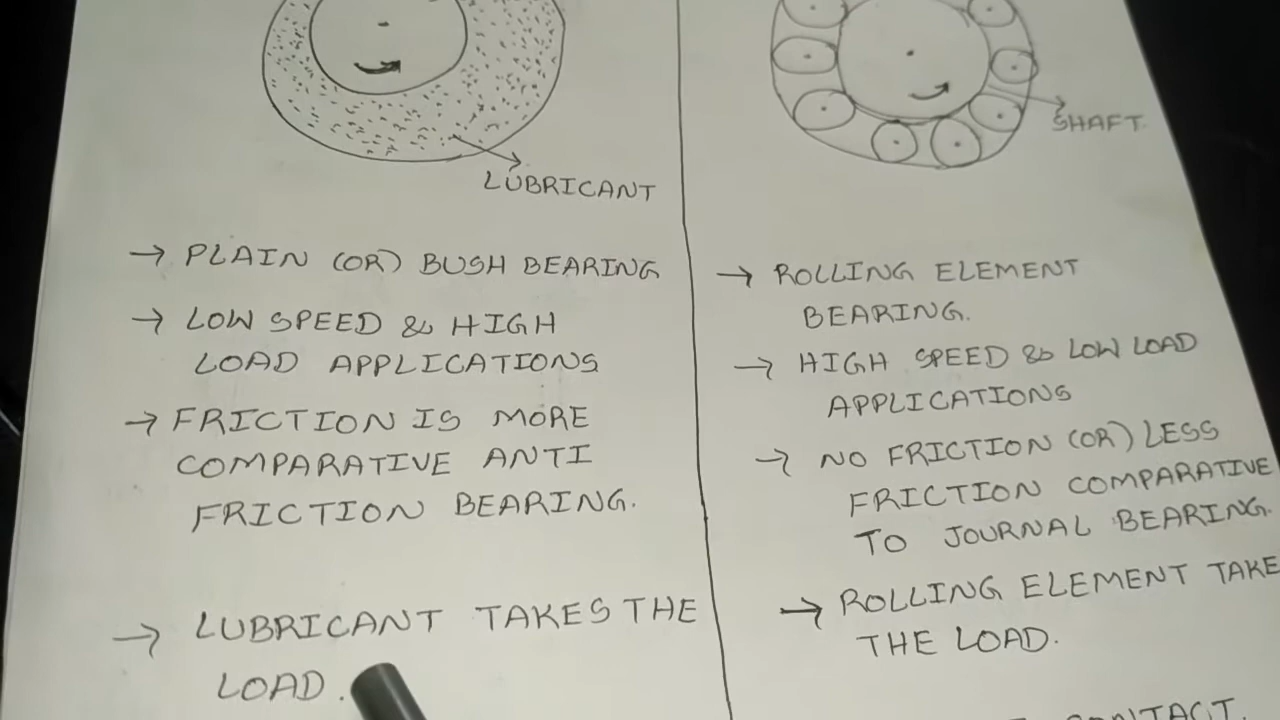 LUBRICANT
→ PLAIN (OR) BUSH BEARING
→ LOW SPEED & HIGH
LOAD APPLICATIONS
→ FRICTION IS MORE
COMPARATIVE ANTI
FRICTION BEARING.
→ LUBRICANT TAKES THE
LOAD.
SHAFT
→ ROLLING ELEMENT
BEARING.
→ HIGH SPEED & LOW LOAD
APPLICATIONS
→ NO FRICTION (OR) LESS
FRICTION COMPARATIVE
TO JOURNAL BEARING.
→ ROLLING ELEMENT TAKE
THE LOAD.
CONTACT.